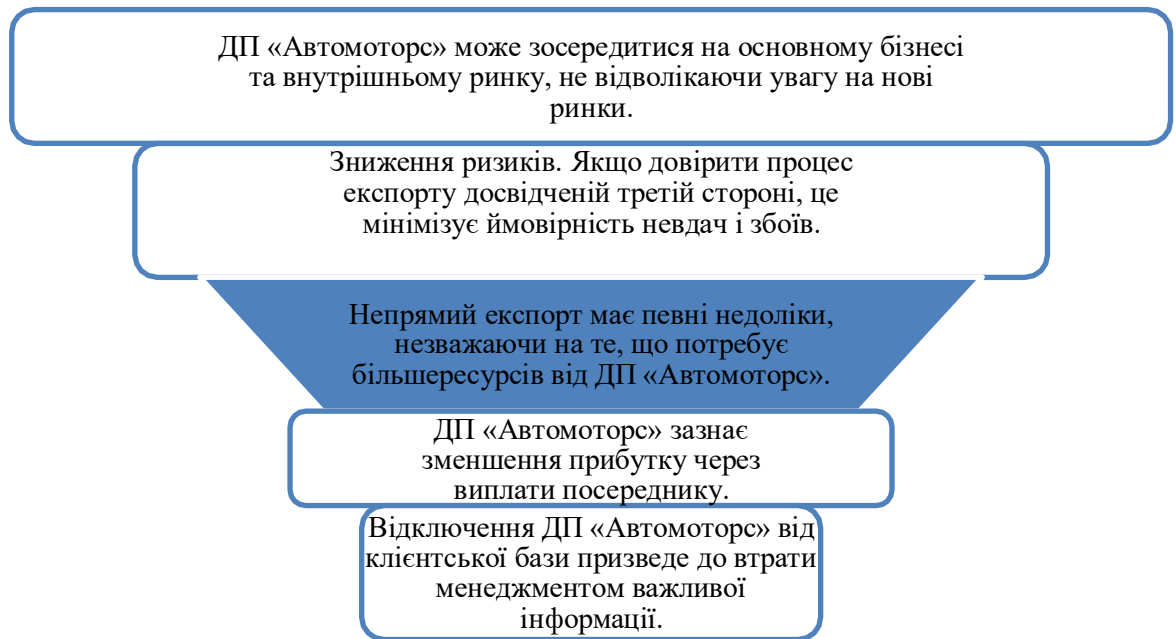 ДП «Автомоторс» може зосередитися на основному бізнесі
та внутрішньому ринку, не відволікаючи увагу на нові
ринки.
Зниження ризиків. Якщо довірити процес
експорту досвідченій третій стороні, це
мінімізує ймовірність невдач і збоїв.
Непрямий експорт має певні недоліки,
незважаючи на те, що потребує
більшересурсів від ДП «Автомоторс».
ДП «Автомоторс» зазнає
зменшення прибутку через
виплати посереднику.
Відключення ДП «Автомоторс» від
клієнтської бази призведе до втрати
менеджментом важливої
інформації.